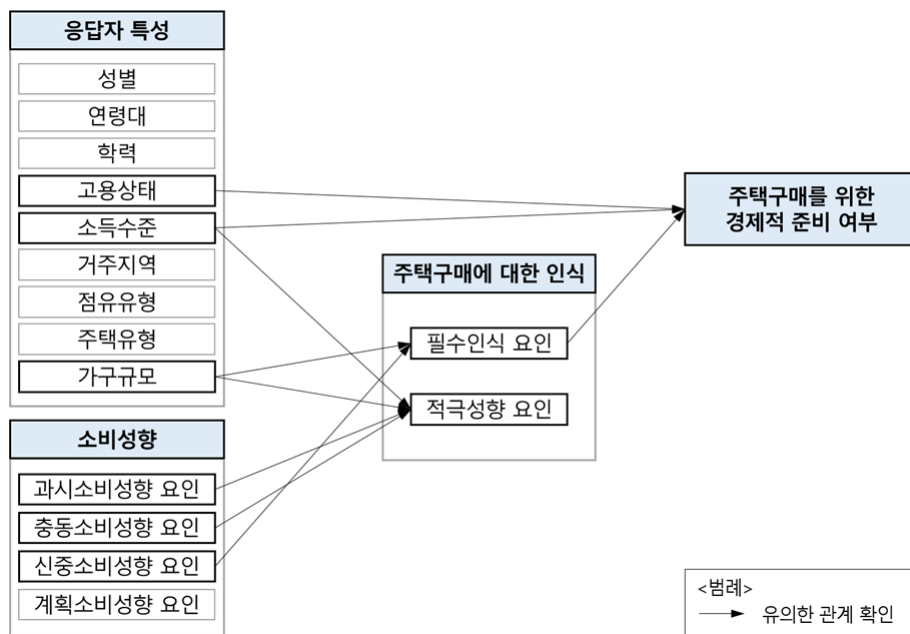 응답자 특성
성별
연령대
학력
고용상태
소득수준
거주지역
점유유형
주택유형
가구규모
소비성향
과시소비성향 요인
충동소비성향 요인
신중소비성향 요인
계획소비성향 요인
주택구매에 대한 인식
필수인식 요인
적극성향 요인
주택구매를 위한
경제적 준비 여부
<범례>
유의한 관계 확인